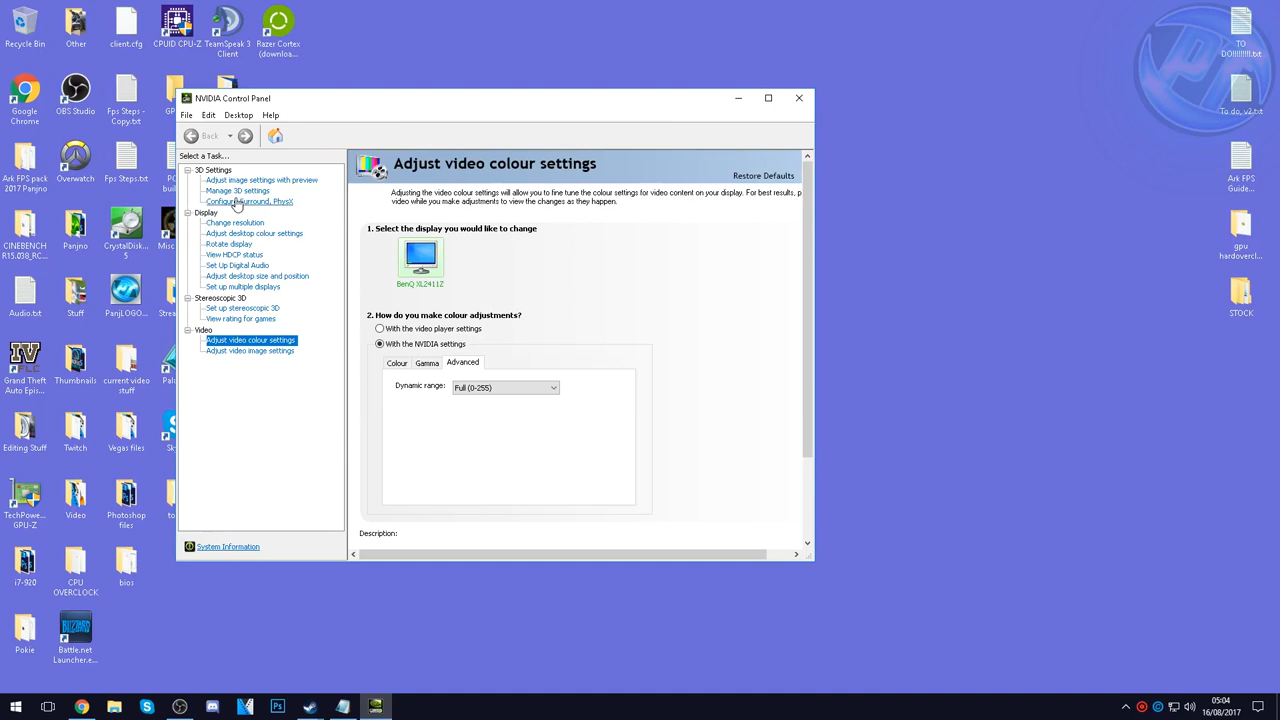 Recycle Bin
Other
client.cfg
CPUID CPU-Z
TeamSpeak 3
Client
Razer Cortex
(downloa...
TO
DO!!!!!!!!!.txt
Google
Chrome
OBS Studio
Fps Steps -
Copy.txt
To do, v2.txt
Ark FPS
pack 2017
Panjno
Overwatch
Fps Steps.txt
Ark FPS
Guide...
CINEBENCH
R15.038_RC...
Panjno
CrystalDisk...
5
gpu
hardovercl...
Audio.txt
Stuff
PanjLOGO...
STOCK
Grand Theft
Auto Epis...
Thumbnails
current video
stuff
Editing Stuff
Twitch
Vegas files
TechPowe...
GPU-Z
Video
Photoshop
files
i7-920
CPU
OVERCLOCK
bios
Pokie
Battle.net
Launcher.e...
NVIDIA Control Panel
File Edit Desktop Help
Back
Select a Task...
3D Settings
Adjust image settings with preview
Manage 3D settings
Configure Surround, PhysX
Display
Change resolution
Adjust desktop colour settings
Rotate display
View HDCP status
Set Up Digital Audio
Adjust desktop size and position
Set up multiple displays
Stereoscopic 3D
Set up stereoscopic 3D
View rating for games
Video
Adjust video colour settings
Adjust video image settings
System Information
Adjust video colour settings
Restore Defaults
Adjusting the video colour settings will allow you to fine tune the colour settings for video content on your display. For best results, p
video while you make adjustments to view the changes as they happen.
1. Select the display you would like to change
BenQ XL2411Z
2. How do you make colour adjustments?
With the video player settings
With the NVIDIA settings
Colour Gamma Advanced
Dynamic range: Full (0-255)
Description:
05:04
16/08/2017